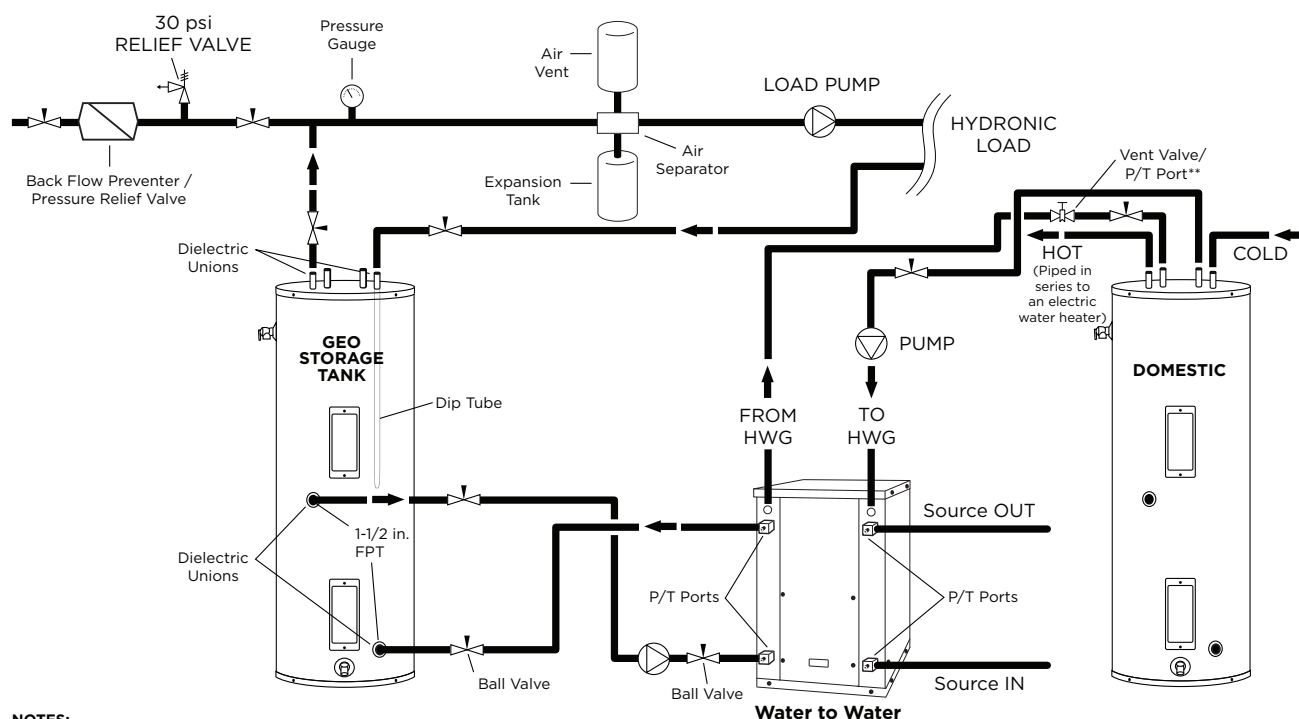 30 psi
RELIEF VALVE
Pressure
Gauge
Air
Vent
LOAD PUMP
HYDRONIC
LOAD
Air
Separator
Vent Valve/
P/T Port**
Back Flow Preventer /
Pressure Relief Valve
Expansion
Tank
Dielectric
Unions
HOT
(Piped in
series to
an electric
water heater)
COLD
GEO
STORAGE
TANK
PUMP
DOMESTIC
Dip Tube
FROM
HWG
TO
HWG
Source OUT
1-1/2 in.
FPT
Dielectric
Unions
P/T Ports
P/T Ports
Ball Valve
Ball Valve
Source IN
Water to Water
NOTES: